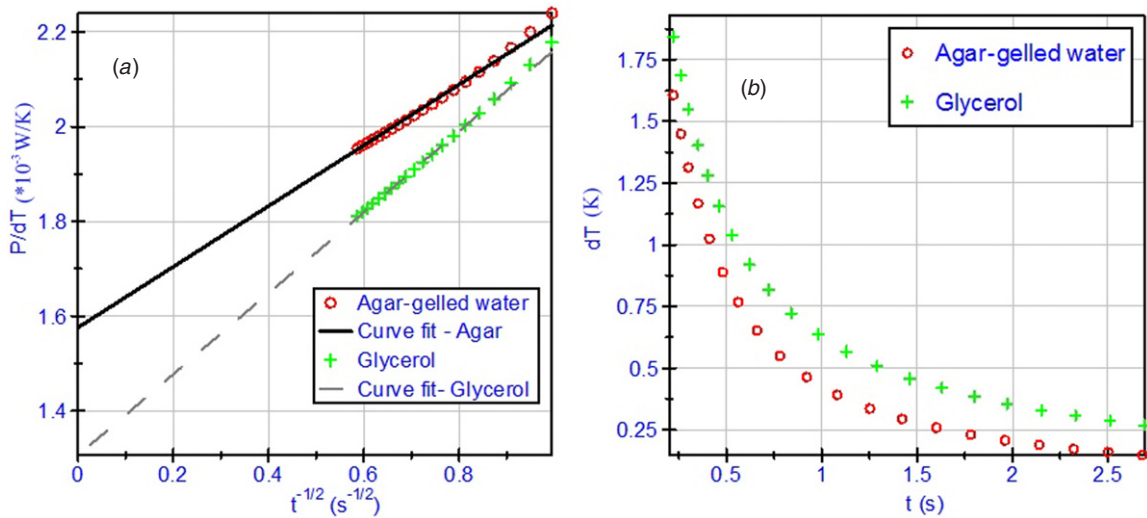 (a)
P/dT (*10⁻³ W/K)
2.2
2
1.8
1.6
1.4
0
0.2
0.4
0.6
0.8
t⁻¹/² (s⁻¹/²)
Agar-gelled water
Curve fit - Agar
Glycerol
Curve fit- Glycerol
(b)
dT (K)
1.75
1.5
1.25
1
0.75
0.5
0.25
0.5
1
1.5
2
2.5
t (s)
Agar-gelled water
Glycerol